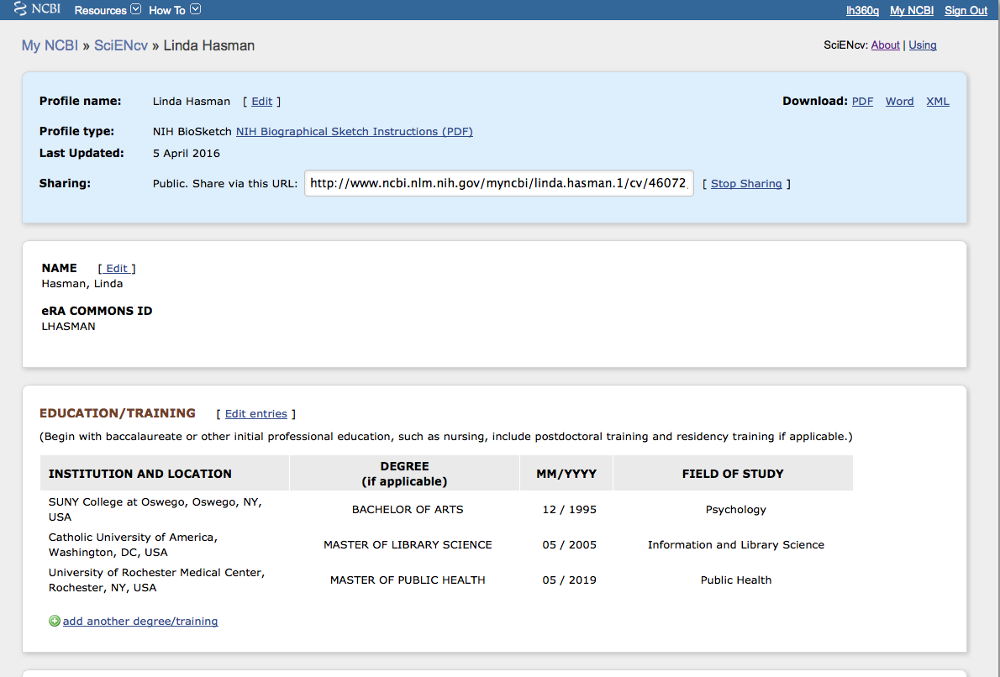 NCBI Resources How To lh360q My NCBI Sign Out
My NCBI » SciENcv » Linda Hasman SciENcv: About | Using
Profile name: Linda Hasman [ Edit ] Download: PDF Word XML
Profile type: NIH BioSketch NIH Biographical Sketch Instructions (PDF)
Last Updated: 5 April 2016
Sharing: Public. Share via this URL: http://www.ncbi.nlm.nih.gov/myncbi/linda.hasman.1/cv/46072 [ Stop Sharing ]
NAME [ Edit ]
Hasman, Linda
eRA COMMONS ID
LHASMAN
EDUCATION/TRAINING [ Edit entries ]
(Begin with baccalaureate or other initial professional education, such as nursing, include postdoctoral training and residency training if applicable.)
INSTITUTION AND LOCATION DEGREE (if applicable) MM/YYYY FIELD OF STUDY
SUNY College at Oswego, Oswego, NY,
USA BACHELOR OF ARTS 12 / 1995 Psychology
Catholic University of America,
Washington, DC, USA MASTER OF LIBRARY SCIENCE 05 / 2005 Information and Library Science
University of Rochester Medical Center,
Rochester, NY, USA MASTER OF PUBLIC HEALTH 05 / 2019 Public Health
add another degree/training